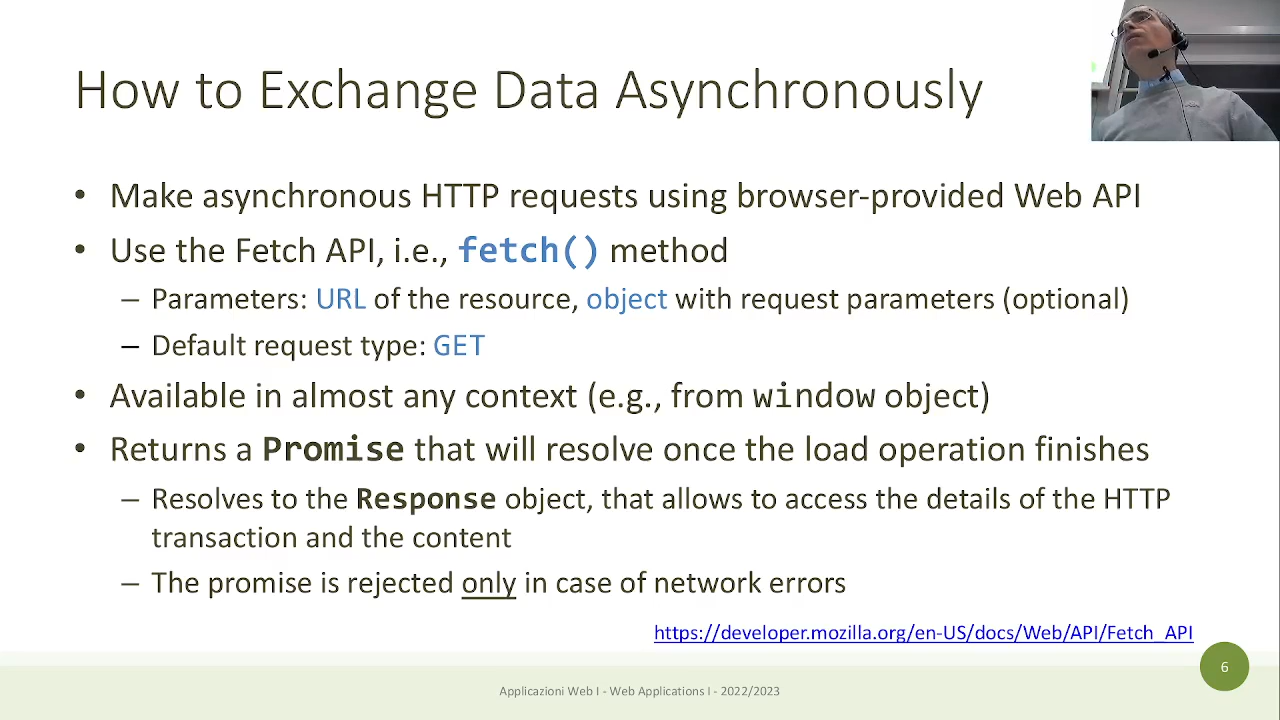 How to Exchange Data Asynchronously
• Make asynchronous HTTP requests using browser-provided Web API
• Use the Fetch API, i.e., fetch() method
– Parameters: URL of the resource, object with request parameters (optional)
– Default request type: GET
• Available in almost any context (e.g., from window object)
• Returns a Promise that will resolve once the load operation finishes
– Resolves to the Response object, that allows to access the details of the HTTP
transaction and the content
– The promise is rejected only in case of network errors
https://developer.mozilla.org/en-US/docs/Web/API/Fetch_API
6
Applicazioni Web I - Web Applications I - 2022/2023